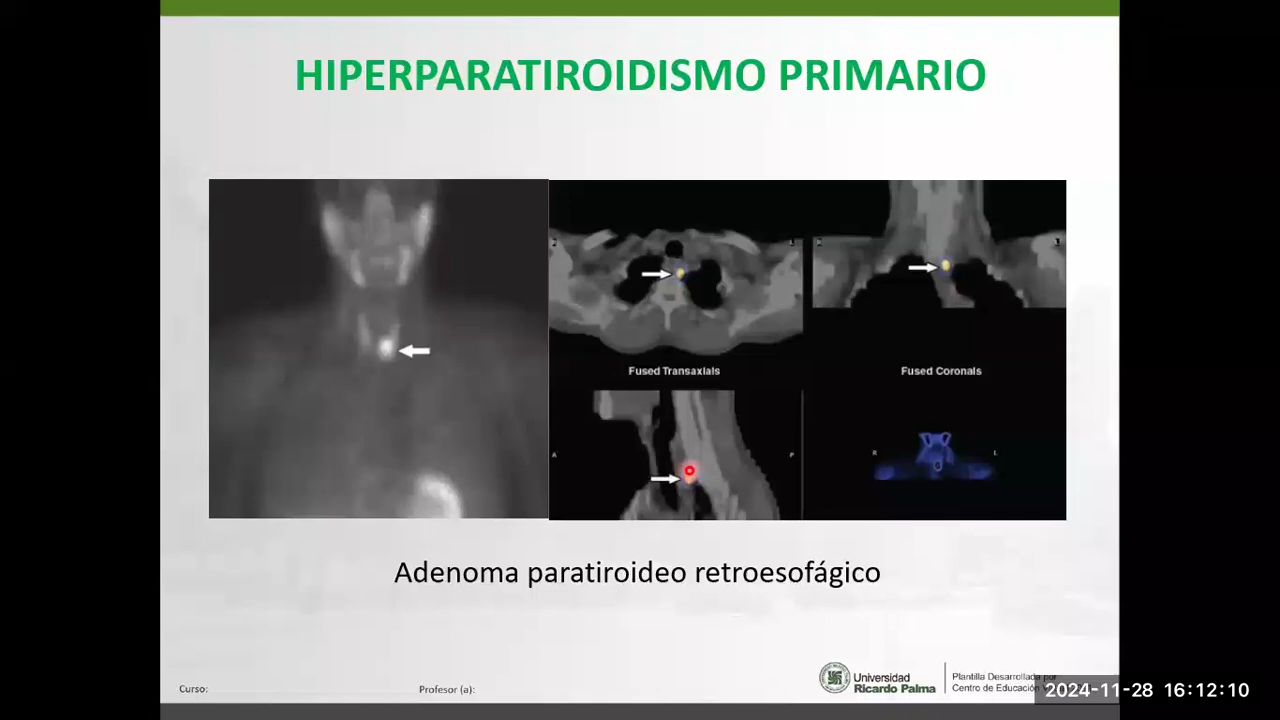 HIPERPARATIROIDISMO PRIMARIO
Fused Transaxials
Fused Coronals
A
P
R
L
Adenoma paratiroideo retroesofágico
Curso:
Profesor (a):
Universidad
Ricardo Palma
Plantilla Desarrollada por
Centro de Educación
2024-11-28 16:12:10